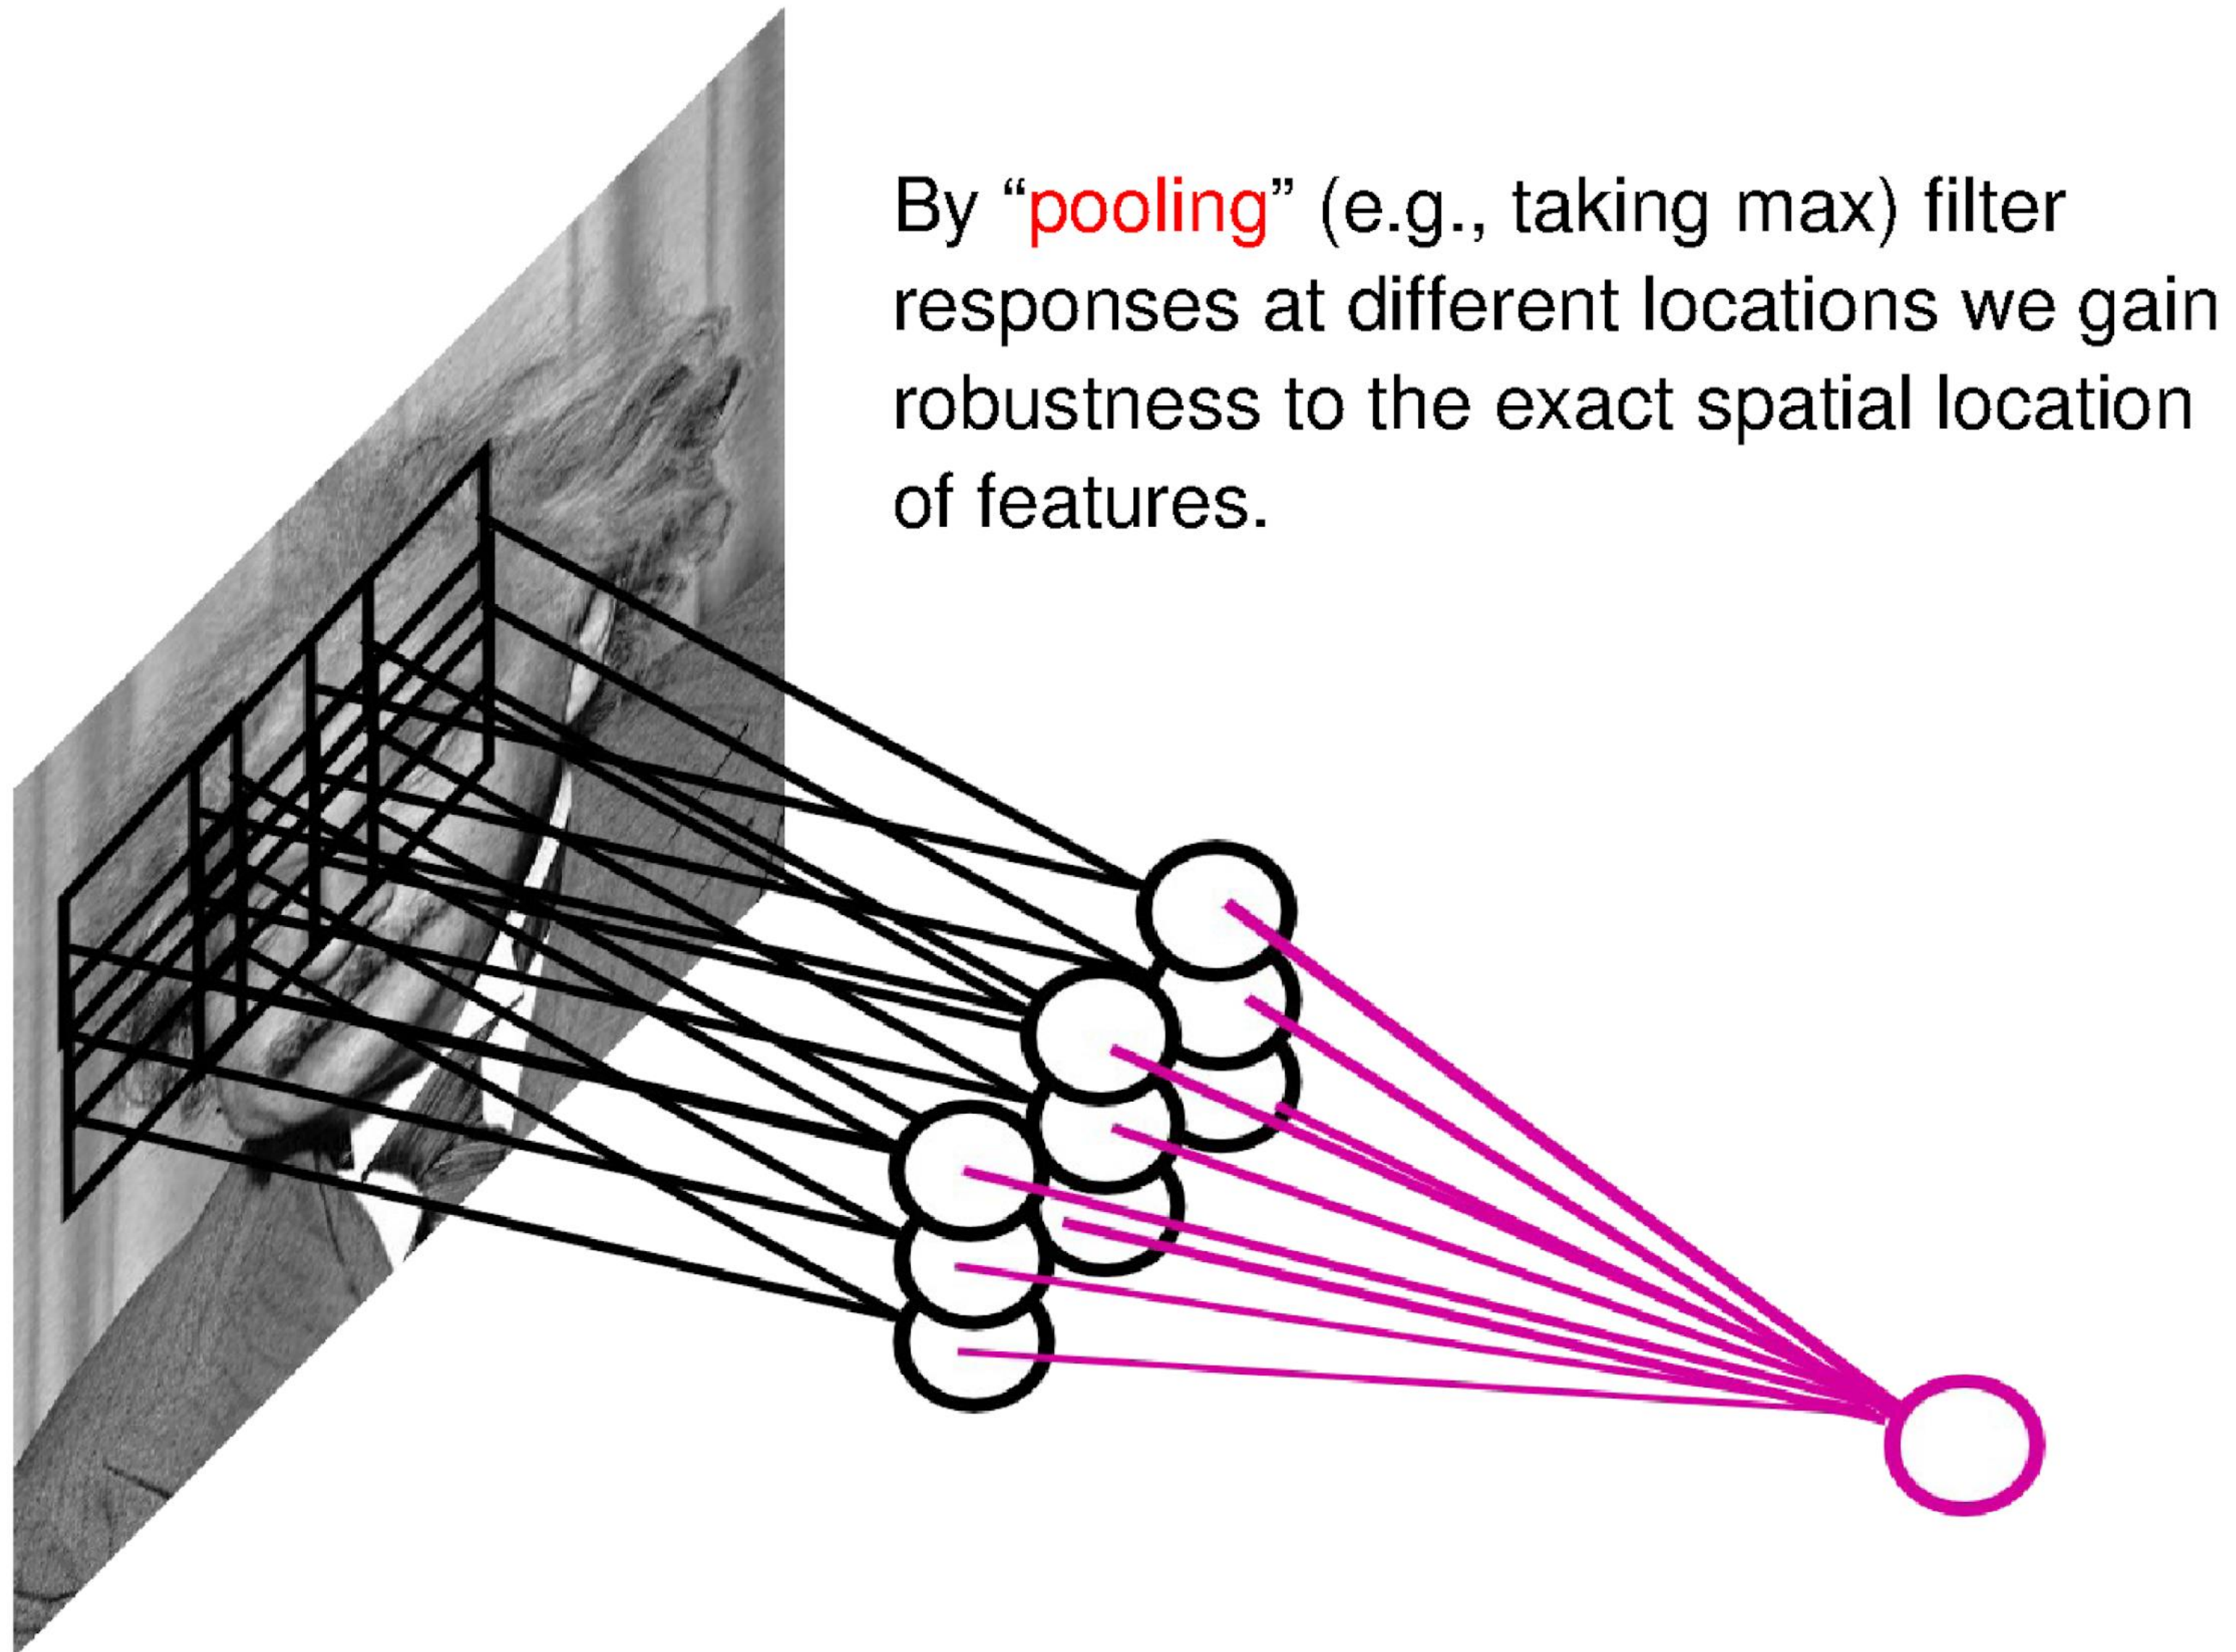 By “pooling” (e.g., taking max) filter
responses at different locations we gain
robustness to the exact spatial location
of features.